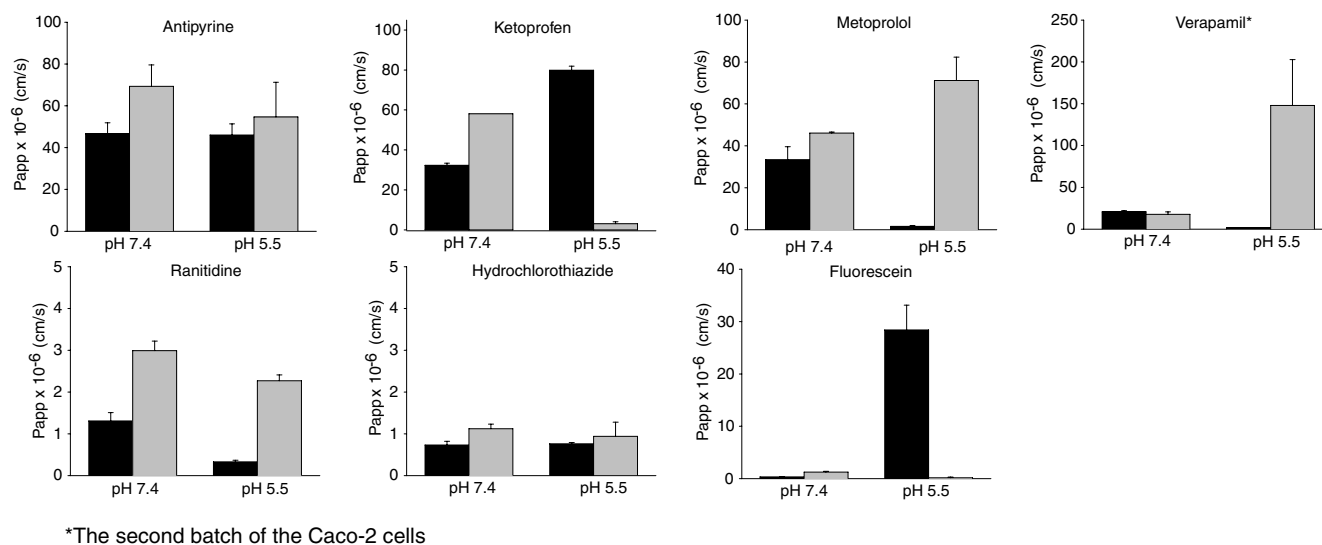 Antipyrine
Papp x 10-6 (cm/s)
100
80
60
40
20
0
pH 7.4
pH 5.5
Ketoprofen
Papp x 10-6 (cm/s)
100
80
60
40
20
0
pH 7.4
pH 5.5
Metoprolol
Papp x 10-6 (cm/s)
100
80
60
40
20
0
pH 7.4
pH 5.5
Verapamil*
Papp x 10-6 (cm/s)
250
200
150
100
50
0
pH 7.4
pH 5.5
Ranitidine
Papp x 10-6 (cm/s)
5
4
3
2
1
0
pH 7.4
pH 5.5
Hydrochlorothiazide
Papp x 10-6 (cm/s)
5
4
3
2
1
0
pH 7.4
pH 5.5
Fluorescein
Papp x 10-6 (cm/s)
40
30
20
10
0
pH 7.4
pH 5.5
*The second batch of the Caco-2 cells